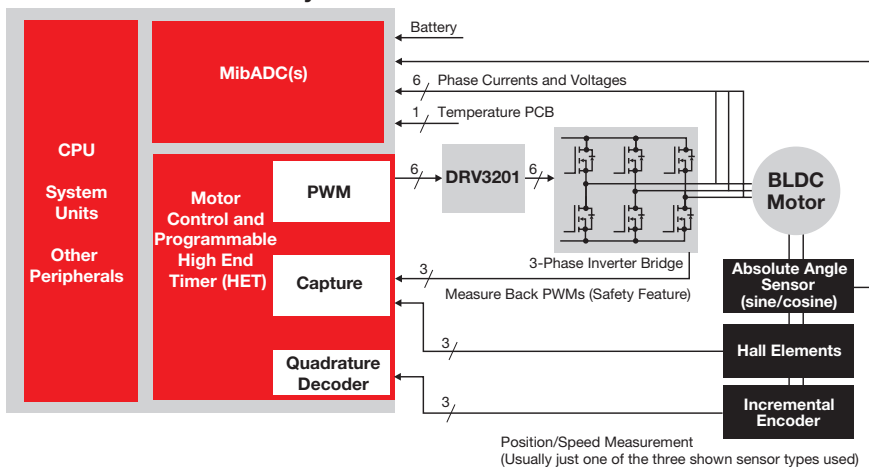 Battery
MibADC(s)
6
Phase Currents and Voltages
1
Temperature PCB
CPU
System
Units
Other
Peripherals
Motor
Control and
Programmable
High End
Timer (HET)
PWM
6
DRV3201
6
BLDC
Motor
3-Phase Inverter Bridge
Capture
3
Measure Back PWMs (Safety Feature)
Absolute Angle
Sensor
(sine/cosine)
3
Hall Elements
Quadrature
Decoder
3
Incremental
Encoder
Position/Speed Measurement
(Usually just one of the three shown sensor types used)